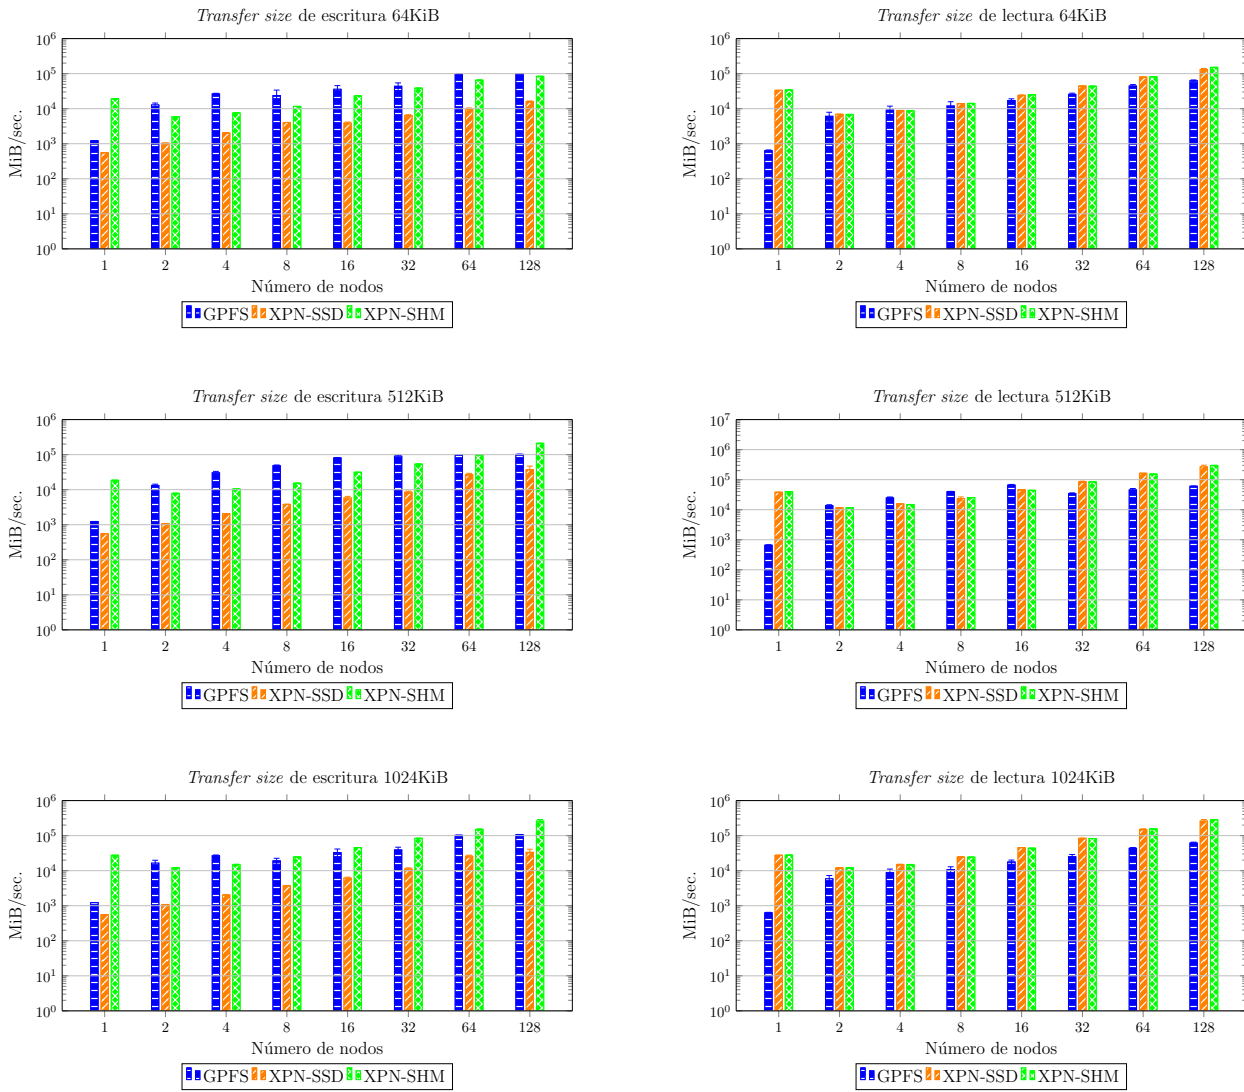 Transfer size de escritura 64KiB
10^6
10^5
10^4
10^3
10^2
10^1
10^0
MiB/sec.
1 2 4 8 16 32 64 128
Número de nodos
GPFS XPN-SSD XPN-SHM
Transfer size de lectura 64KiB
10^6
10^5
10^4
10^3
10^2
10^1
10^0
MiB/sec.
1 2 4 8 16 32 64 128
Número de nodos
GPFS XPN-SSD XPN-SHM
Transfer size de escritura 512KiB
10^6
10^5
10^4
10^3
10^2
10^1
10^0
MiB/sec.
1 2 4 8 16 32 64 128
Número de nodos
GPFS XPN-SSD XPN-SHM
Transfer size de lectura 512KiB
10^7
10^6
10^5
10^4
10^3
10^2
10^1
10^0
MiB/sec.
1 2 4 8 16 32 64 128
Número de nodos
GPFS XPN-SSD XPN-SHM
Transfer size de escritura 1024KiB
10^6
10^5
10^4
10^3
10^2
10^1
10^0
MiB/sec.
1 2 4 8 16 32 64 128
Número de nodos
GPFS XPN-SSD XPN-SHM
Transfer size de lectura 1024KiB
10^6
10^5
10^4
10^3
10^2
10^1
10^0
MiB/sec.
1 2 4 8 16 32 64 128
Número de nodos
GPFS XPN-SSD XPN-SHM